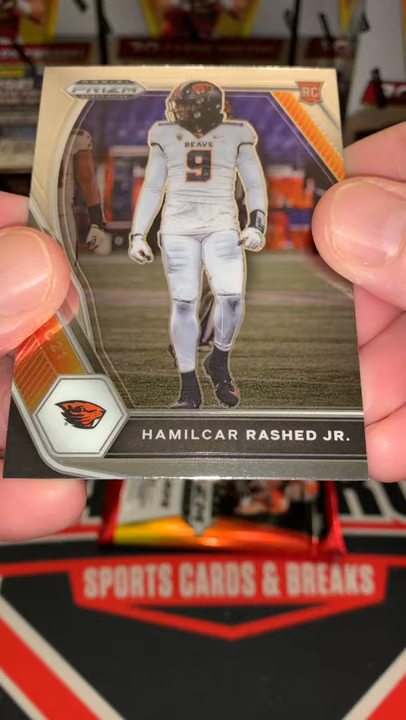 PRIZM
RC
BEAVS
9
HAMILCAR RASHED JR.
SPORTS CARDS & BREAKS